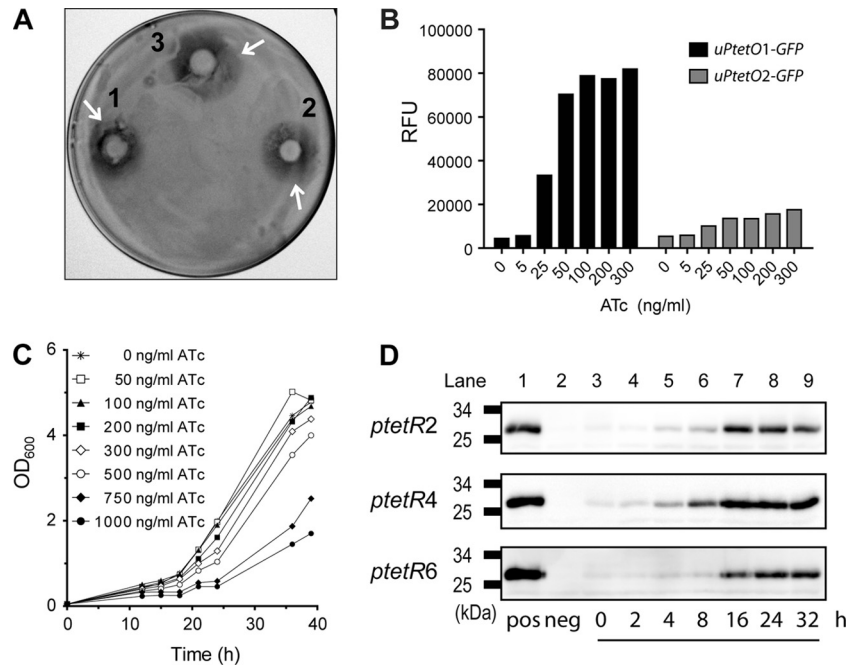 A
3
1
2
B
100000
80000
60000
40000
20000
0
RFU
uPtetO1-GFP
uPtetO2-GFP
0 5 25 50 100 200 300 0 5 25 50 100 200 300
ATc (ng/ml)
C
6
4
2
0
OD600
0 ng/ml ATc
50 ng/ml ATc
100 ng/ml ATc
200 ng/ml ATc
300 ng/ml ATc
500 ng/ml ATc
750 ng/ml ATc
1000 ng/ml ATc
0 10 20 30 40
Time (h)
D
Lane 1 2 3 4 5 6 7 8 9
34
ptetR2
25
34
ptetR4
25
34
ptetR6
25
(kDa) pos neg 0 2 4 8 16 24 32 h